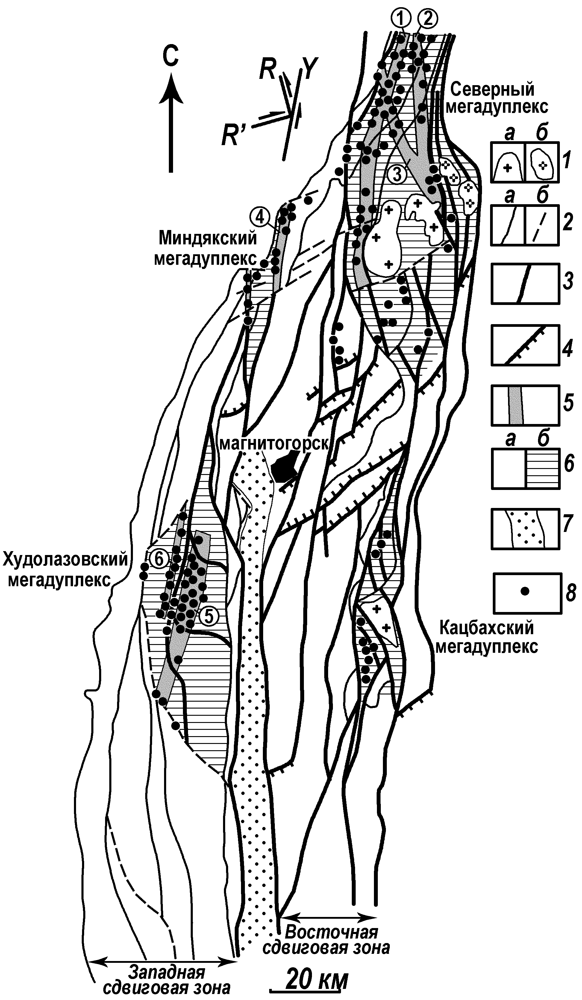 1
2
С
R
Y
R'
Северный
мегадуплекс
а
б
1
3
а
б
2
4
Миндякский
мегадуплекс
3
4
5
а
б
6
магнитогорск
7
Худолазовский
мегадуплекс
6
5
8
Кацбахский
мегадуплекс
Восточная
сдвиговая зона
Западная
сдвиговая зона
20 км